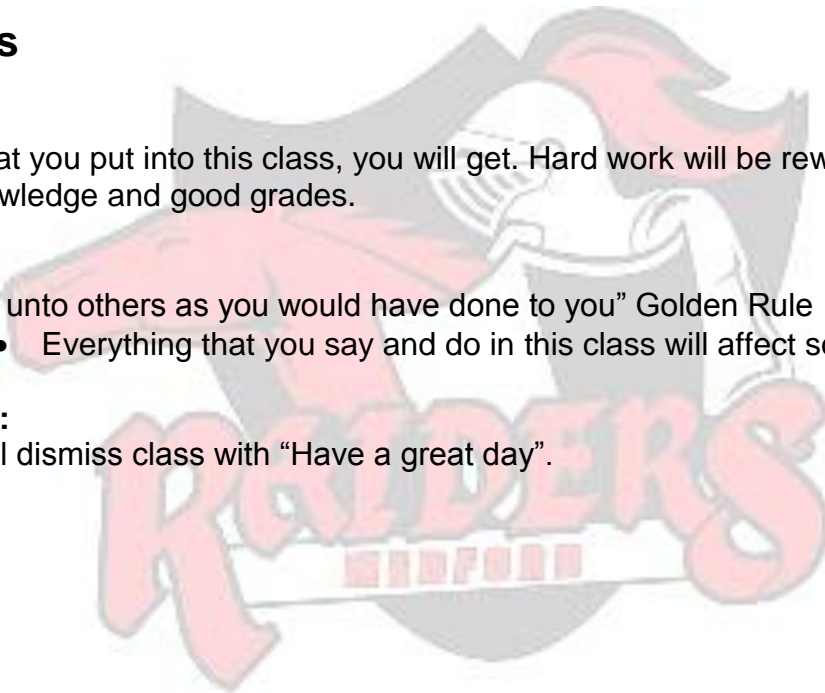 s
at you put into this class, you will get. Hard work will be rew
wledge and good grades.
unto others as you would have done to you” Golden Rule
• Everything that you say and do in this class will affect so
:
l dismiss class with “Have a great day”.
RAIDERS
MEDFORD